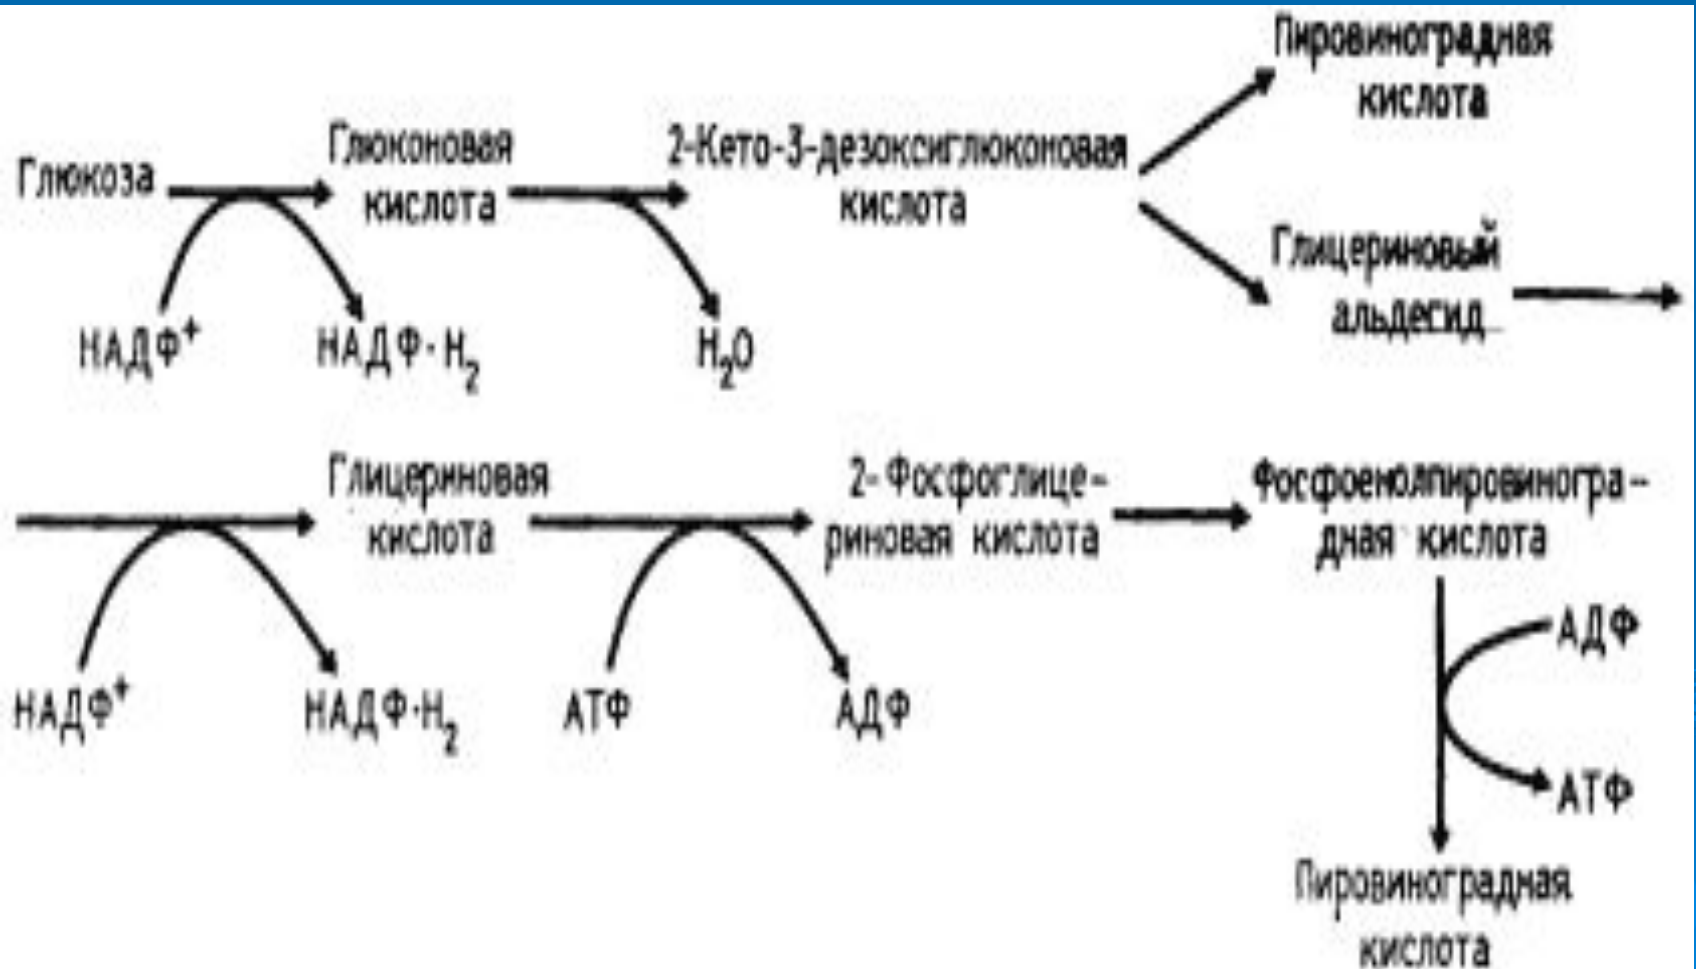 Пировиноградная
кислота
Глюкоза
Глюконовая
кислота
2-Кето-3-дезоксиглюконовая
кислота
Глицериновый
альдесид
НАДФ⁺
НАДФ·H₂
H₂O
Глицериновая
кислота
2-Фосфоглице-
риновая кислота
Фосфоенолпировиногра-
дная кислота
НАДФ⁺
НАДФ·H₂
АТФ
АДФ
АДФ
АТФ
Пировиноградная
кислота